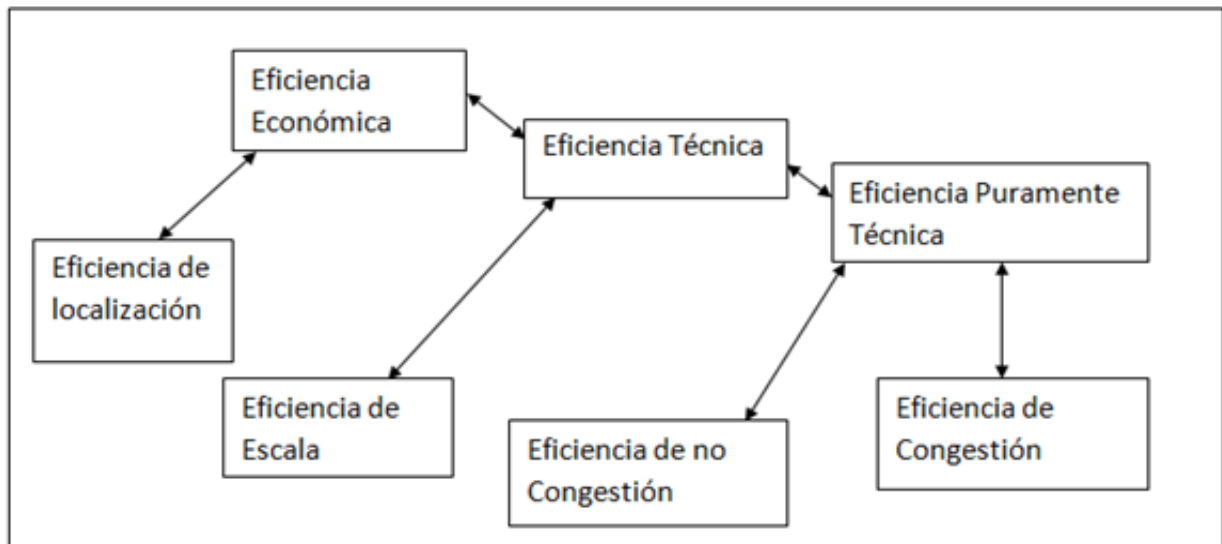 Eficiencia
Económica
Eficiencia Técnica
Eficiencia Puramente
Técnica
Eficiencia de
localización
Eficiencia de
Escala
Eficiencia de no
Congestión
Eficiencia de
Congestión